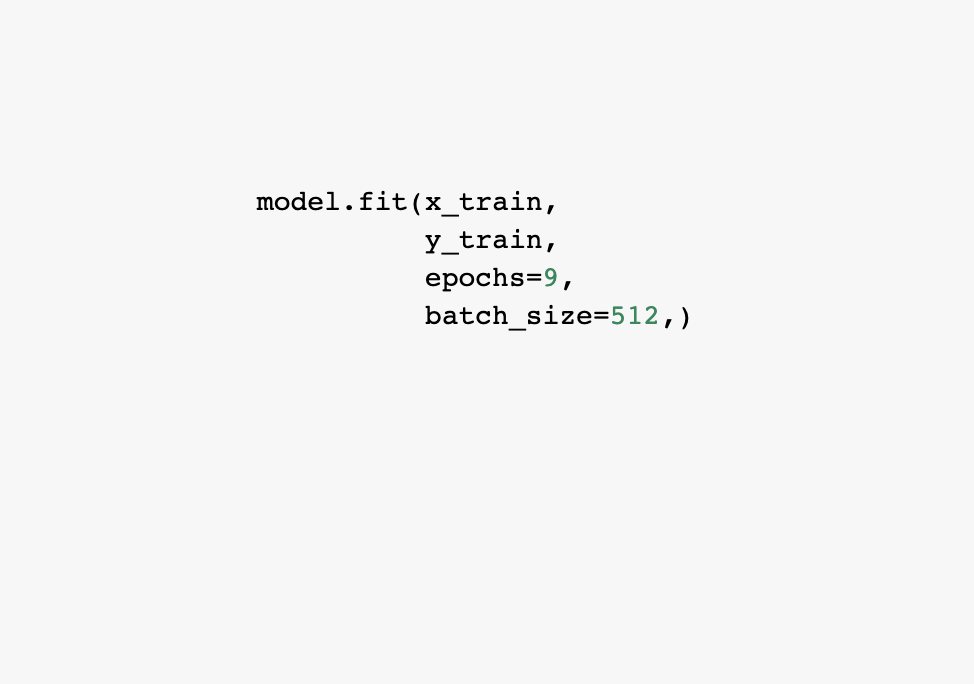 model.fit(x_train,
          y_train,
          epochs=9,
          batch_size=512,)